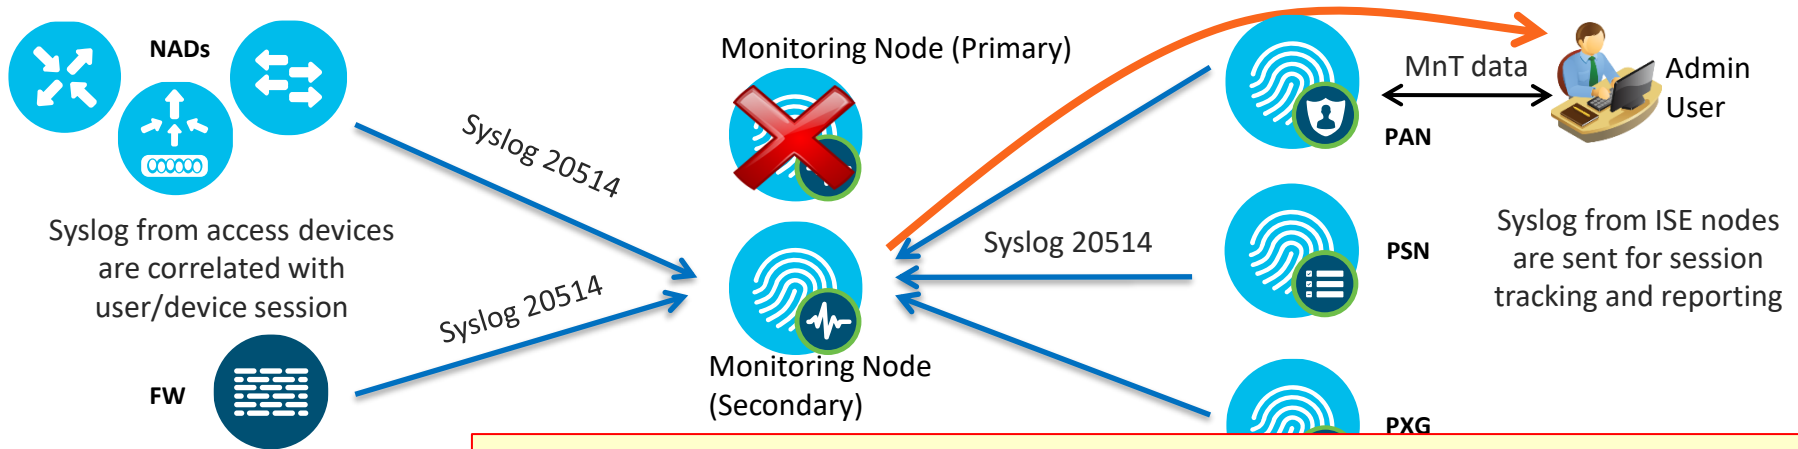 NADs
Syslog 20514
Syslog from access devices
are correlated with
user/device session
Syslog 20514
FW
Monitoring Node (Primary)
Monitoring Node
(Secondary)
Syslog 20514
MnT data
Admin
User
PAN
PSN
Syslog from ISE nodes
are sent for session
tracking and reporting
PXG